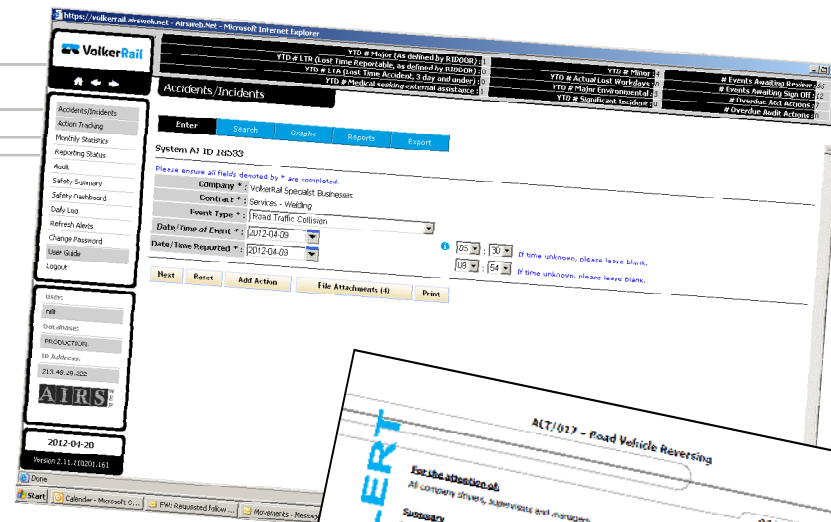 https://volkerrail.airsweb.net - Airsweb.Net - Microsoft Internet Explorer
VolkerRail
YTD # Major (As defined by RIDDOR) :
YTD # LTR (Lost Time Reportable, as defined by RIDDOR) :
YTD # LTA (Lost Time Accident, 3 day and under) :
YTD # Medical seeking external assistance :
YTD # Minor :
YTD # Actual Lost Workdays :
YTD # Major Environmental :
YTD # Significant Incident :
# Events Awaiting Review :
# Events Awaiting Sign Off :
# Overdue Acci Actions :
# Overdue Audit Actions :
Accidents/Incidents
Accidents/Incidents
Action Tracking
Monthly Statistics
Reporting Status
Audit
Safety Summary
Safety Dashboard
Daily Log
Refresh Alerts
Change Password
User Guide
Logout
Enter Search Graphs Reports Export
System AI ID 18533
Please ensure all fields denoted by * are completed.
Company * : VolkerRail Specialist Businesses
Contract * : Services - Welding
Event Type * : Road Traffic Collision
Date/Time of Event * : 2012-04-09 05 : 30 If time unknown, please leave blank.
Date/Time Reported * : 2012-04-09 09 : 54 If time unknown, please leave blank.
Next Reset Add Action File Attachments (4) Print
User:
Database:
PRODUCTION
IP Address:
AIRS
2012-04-20
Done
Start Calendar - Microsoft O... FW: Requested follow ... Movements - Messag
ALT/017 - Road Vehicle Reversing
ERT
For the attention of:
All company drivers, supervisors and managers
Summary